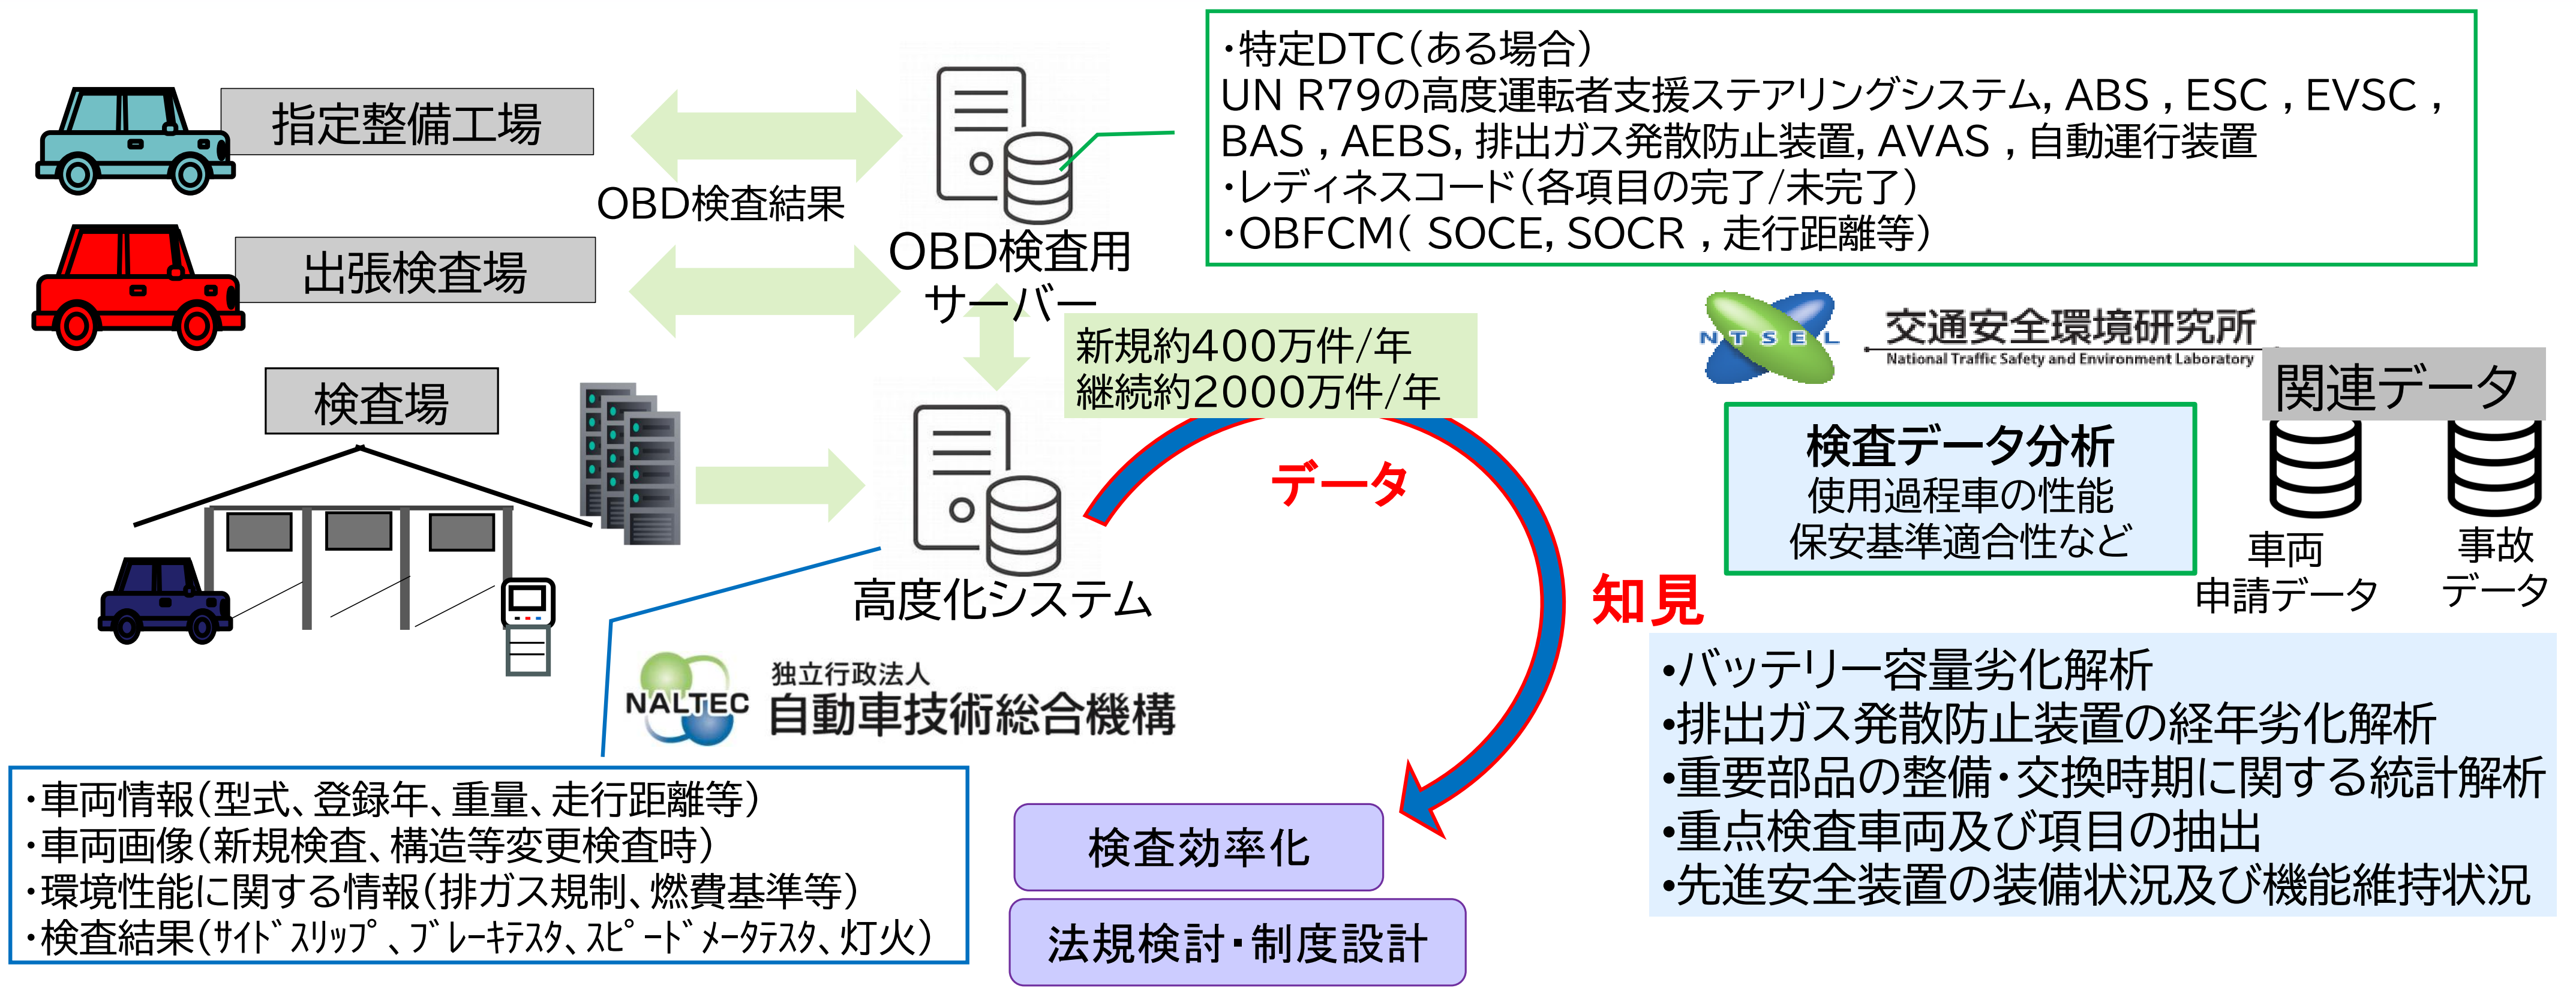 指定整備工場
出張検査場
検査場
OBD検査結果
OBD検査用
サーバー
・特定DTC(ある場合)
UN R79の高度運転者支援ステアリングシステム, ABS , ESC , EVSC ,
BAS , AEBS, 排出ガス発散防止装置, AVAS , 自動運行装置
・レディネスコード(各項目の完了/未完了)
・OBFCM( SOCE, SOCR , 走行距離等)
新規約400万件/年
継続約2000万件/年
高度化システム
NALTEC
独立行政法人
自動車技術総合機構
データ
知見
NTSEL
交通安全環境研究所
National Traffic Safety and Environment Laboratory
関連データ
検査データ分析
使用過程車の性能
保安基準適合性など
車両
申請データ
事故
データ
•バッテリー容量劣化解析
•排出ガス発散防止装置の経年劣化解析
•重要部品の整備・交換時期に関する統計解析
•重点検査車両及び項目の抽出
•先進安全装置の装備状況及び機能維持状況
・車両情報(型式、登録年、重量、走行距離等)
・車両画像(新規検査、構造等変更検査時)
・環境性能に関する情報(排ガス規制、燃費基準等)
・検査結果(ｻｲﾄﾞｽﾘｯﾌﾟ、ﾌﾞﾚｰｷﾃｽﾀ、ｽﾋﾟｰﾄﾞﾒｰﾀﾃｽﾀ、灯火)
検査効率化
法規検討・制度設計